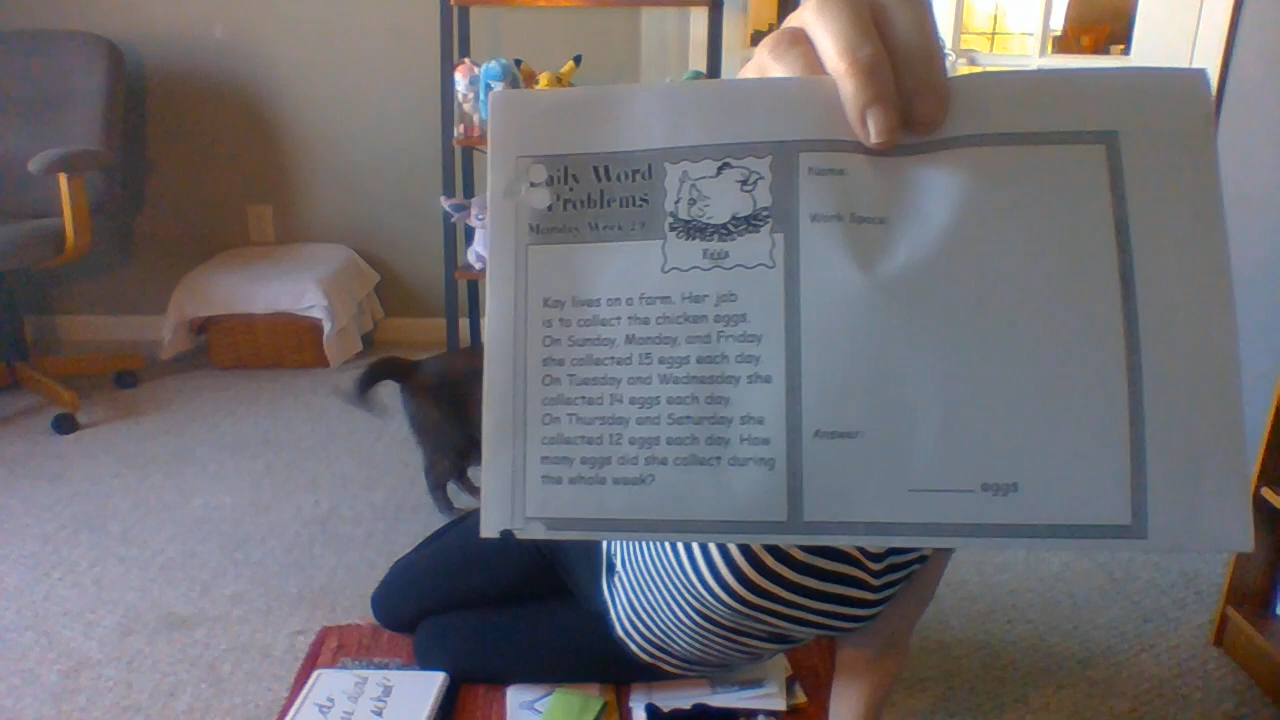 Daily Word
Problems
Monday Week 29
Eggs
Kay lives on a farm. Her job
is to collect the chicken eggs.
On Sunday, Monday, and Friday
she collected 15 eggs each day.
On Tuesday and Wednesday she
collected 14 eggs each day.
On Thursday and Saturday she
collected 12 eggs each day. How
many eggs did she collect during
the whole week?
Name:
Work Space:
Answer:
_______ eggs